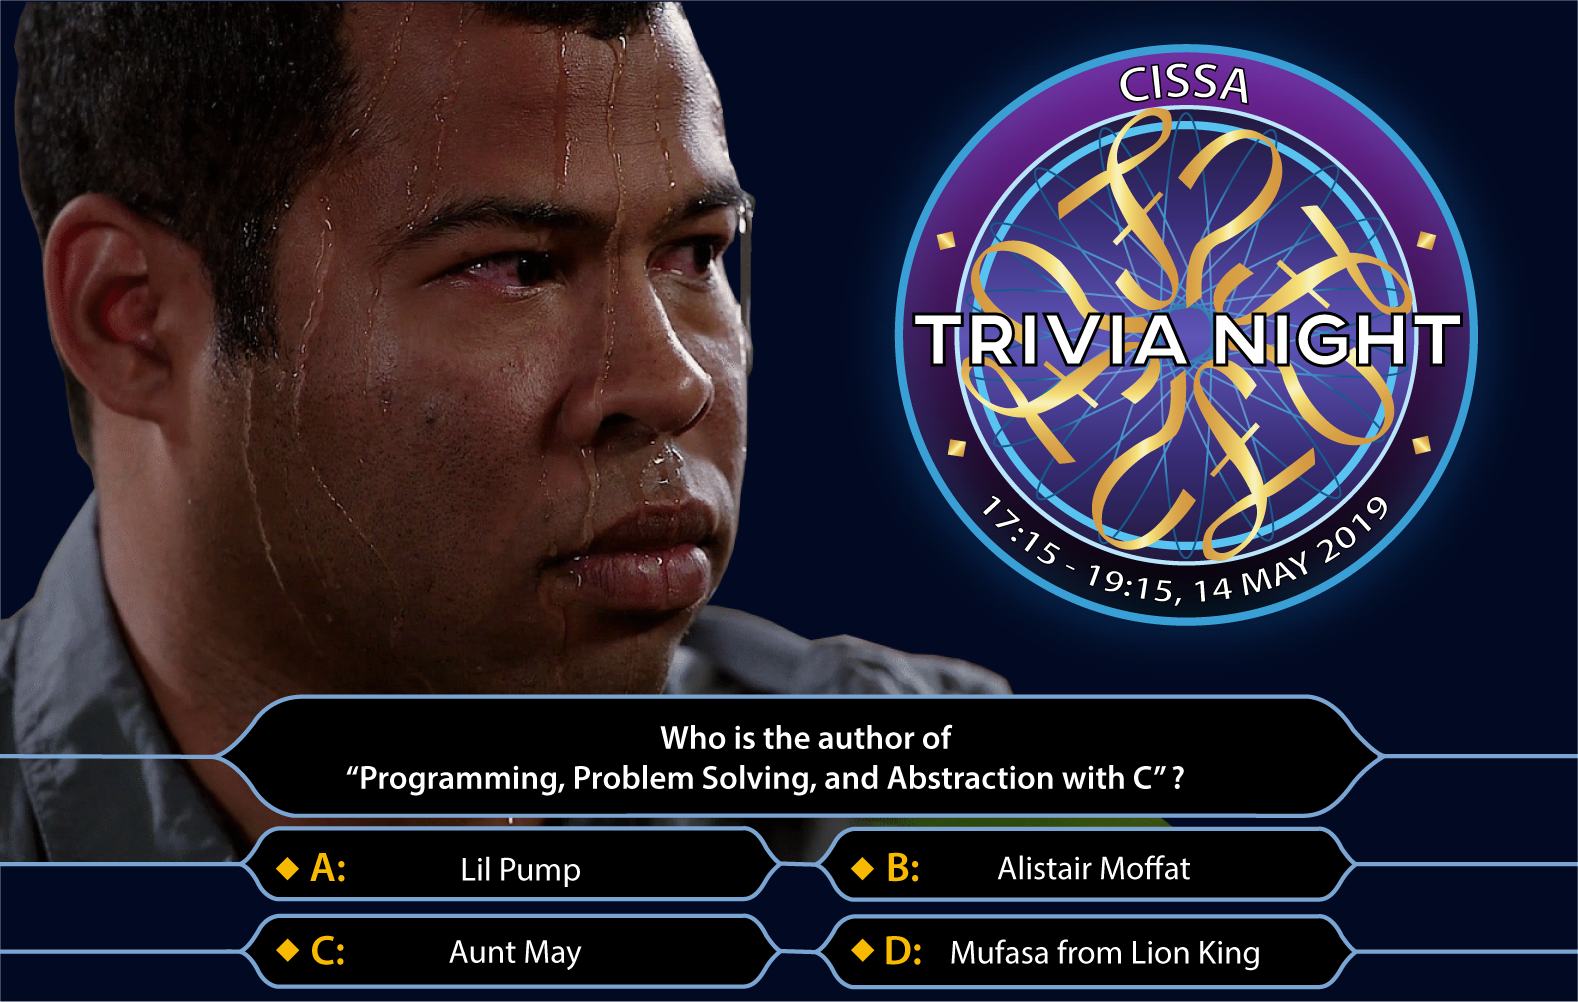 CISSA
TRIVIA NIGHT
17:15 - 19:15, 14 MAY 2019
Who is the author of
“Programming, Problem Solving, and Abstraction with C” ?
A: Lil Pump
B: Alistair Moffat
C: Aunt May
D: Mufasa from Lion King